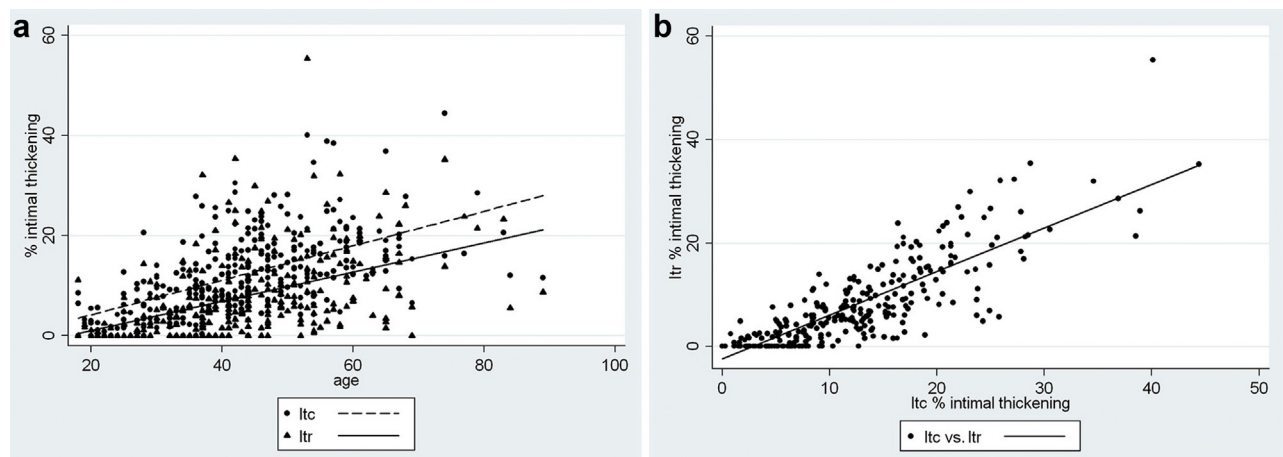 a
% intimal thickening
60
40
20
0
20 40 60 80 100
age
Itc
Itr
b
Itr % intimal thickening
60
40
20
0
0 10 20 30 40 50
Itc % intimal thickening
Itc vs. Itr